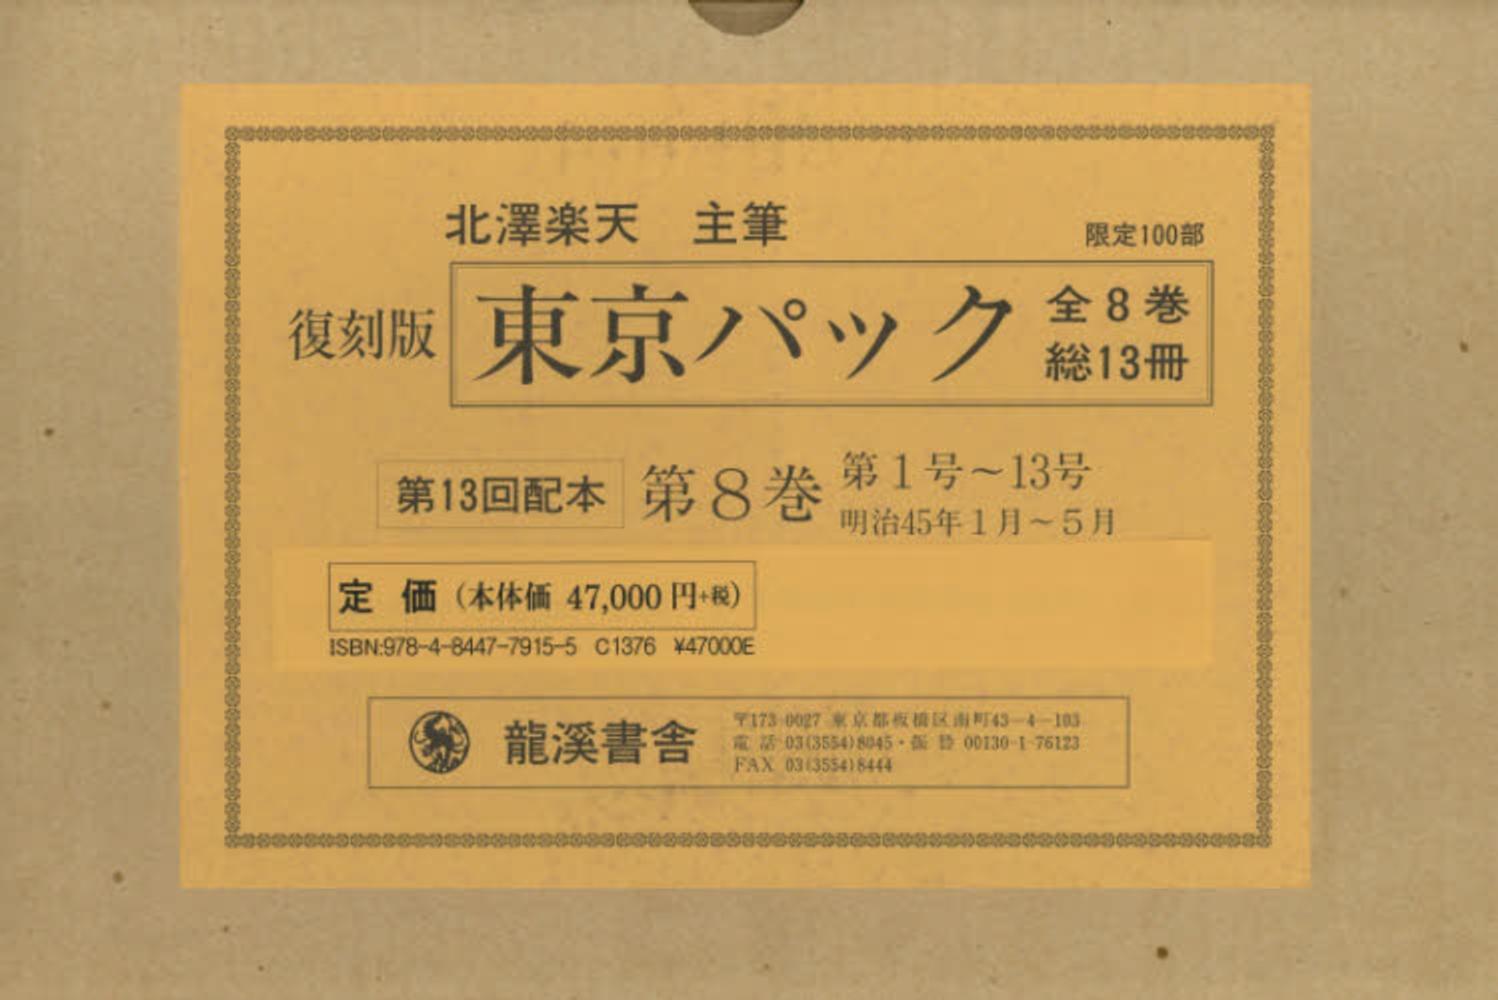 北澤楽天　主筆
限定100部
復刻版 東京パック 全8巻 総13冊
第13回配本 第8巻 第1号～13号
明治45年1月～5月
定 価（本体価 47,000円+税）
ISBN:978-4-8447-7915-5 C1376 ¥47000E
龍溪書舎
〒173-0027 東京都板橋区南町43-4-103
電話 03(3554)8045・振替 00130-1-76123
FAX 03(3554)8444